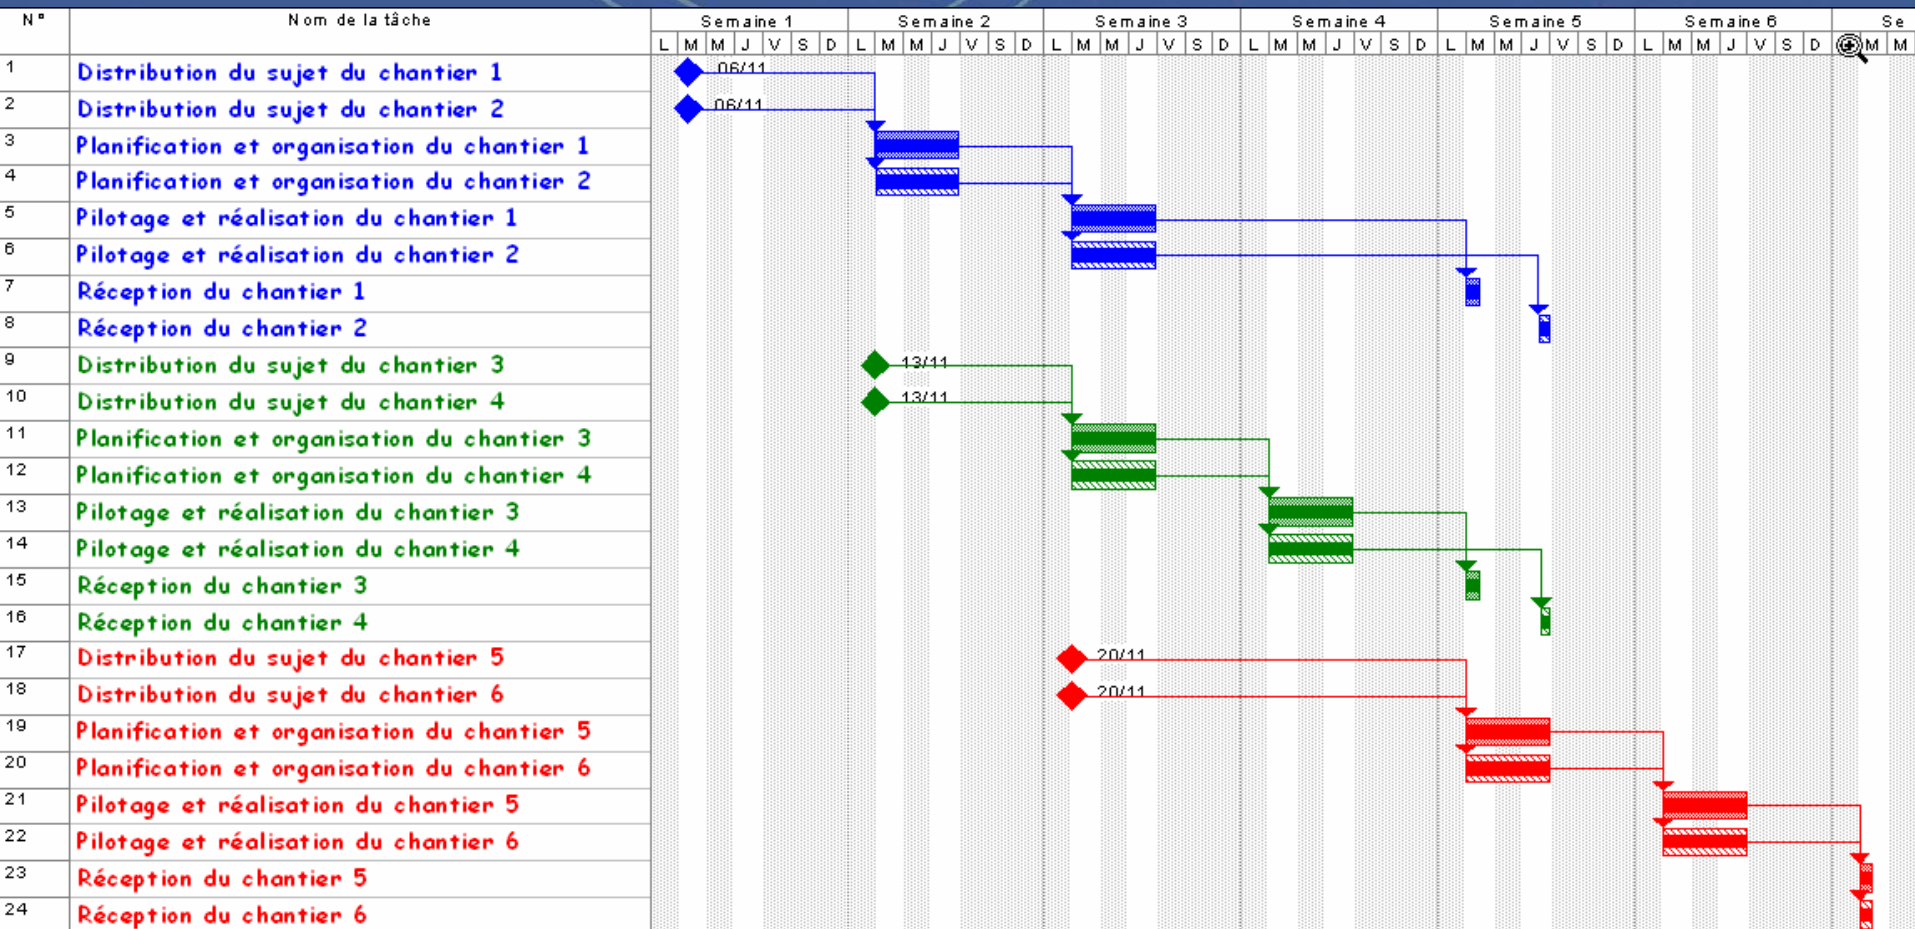 N° Nom de la tâche Semaine 1 Semaine 2 Semaine 3 Semaine 4 Semaine 5 Semaine 6 Se
L M M J V S D L M M J V S D L M M J V S D L M M J V S D L M M J V S D L M M J V S D M M
1 Distribution du sujet du chantier 1 06/11
2 Distribution du sujet du chantier 2 06/11
3 Planification et organisation du chantier 1
4 Planification et organisation du chantier 2
5 Pilotage et réalisation du chantier 1
6 Pilotage et réalisation du chantier 2
7 Réception du chantier 1
8 Réception du chantier 2
9 Distribution du sujet du chantier 3 13/11
10 Distribution du sujet du chantier 4 13/11
11 Planification et organisation du chantier 3
12 Planification et organisation du chantier 4
13 Pilotage et réalisation du chantier 3
14 Pilotage et réalisation du chantier 4
15 Réception du chantier 3
16 Réception du chantier 4
17 Distribution du sujet du chantier 5 20/11
18 Distribution du sujet du chantier 6 20/11
19 Planification et organisation du chantier 5
20 Planification et organisation du chantier 6
21 Pilotage et réalisation du chantier 5
22 Pilotage et réalisation du chantier 6
23 Réception du chantier 5
24 Réception du chantier 6